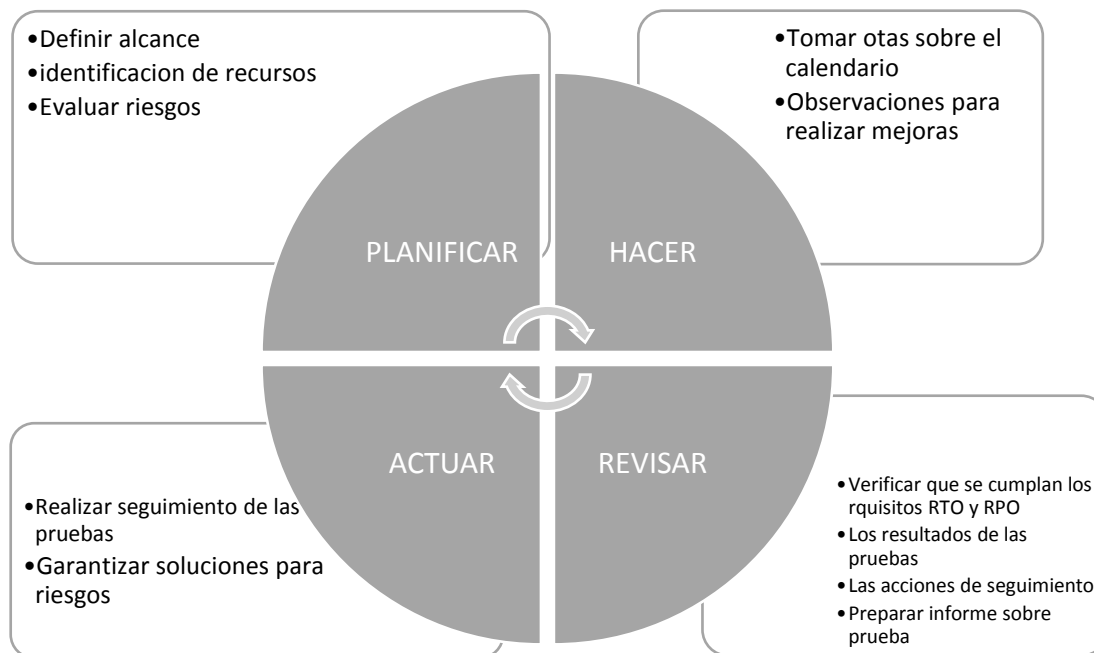 •Definir alcance
•identificacion de recursos
•Evaluar riesgos
•Tomar otas sobre el
calendario
•Observaciones para
realizar mejoras
PLANIFICAR
HACER
ACTUAR
REVISAR
•Realizar seguimiento de las
pruebas
•Garantizar soluciones para
riesgos
•Verificar que se cumplan los
rquisitos RTO y RPO
•Los resultados de las
pruebas
•Las acciones de seguimiento
•Preparar informe sobre
prueba